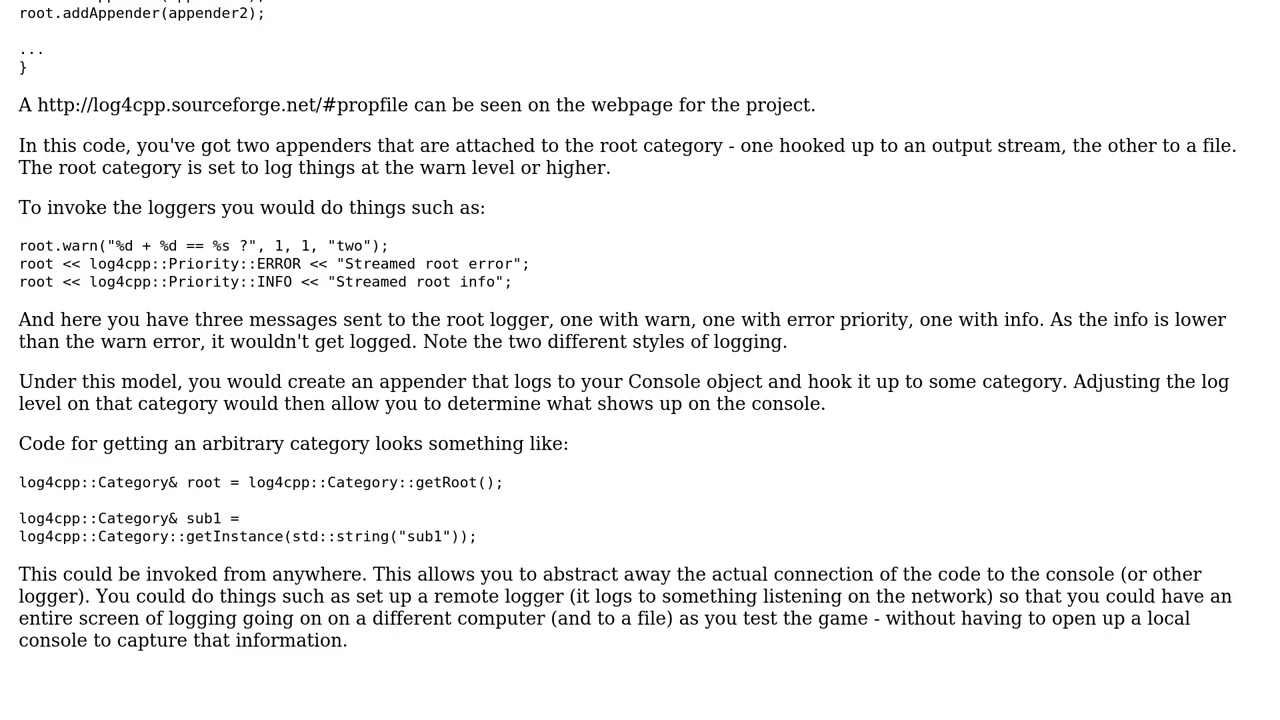 root.addAppender(appender2);
...
}
A http://log4cpp.sourceforge.net/#propfile can be seen on the webpage for the project.
In this code, you've got two appenders that are attached to the root category - one hooked up to an output stream, the other to a file.
The root category is set to log things at the warn level or higher.
To invoke the loggers you would do things such as:
root.warn("%d + %d == %s ?", 1, 1, "two");
root << log4cpp::Priority::ERROR << "Streamed root error";
root << log4cpp::Priority::INFO << "Streamed root info";
And here you have three messages sent to the root logger, one with warn, one with error priority, one with info. As the info is lower
than the warn error, it wouldn't get logged. Note the two different styles of logging.
Under this model, you would create an appender that logs to your Console object and hook it up to some category. Adjusting the log
level on that category would then allow you to determine what shows up on the console.
Code for getting an arbitrary category looks something like:
log4cpp::Category& root = log4cpp::Category::getRoot();
log4cpp::Category& sub1 =
log4cpp::Category::getInstance(std::string("sub1"));
This could be invoked from anywhere. This allows you to abstract away the actual connection of the code to the console (or other
logger). You could do things such as set up a remote logger (it logs to something listening on the network) so that you could have an
entire screen of logging going on on a different computer (and to a file) as you test the game - without having to open up a local
console to capture that information.